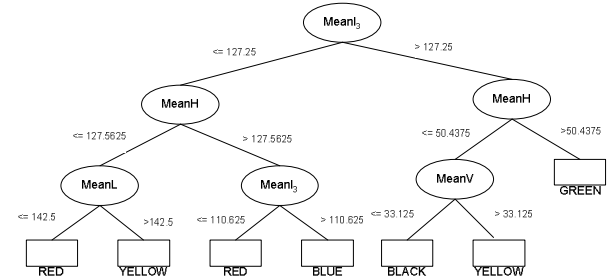 MeanI3
<= 127.25
> 127.25
MeanH
MeanH
<= 127.5625
> 127.5625
<= 50.4375
>50.4375
MeanL
MeanI3
MeanV
GREEN
<= 142.5
>142.5
<= 110.625
> 110.625
<= 33.125
> 33.125
RED
YELLOW
RED
BLUE
BLACK
YELLOW